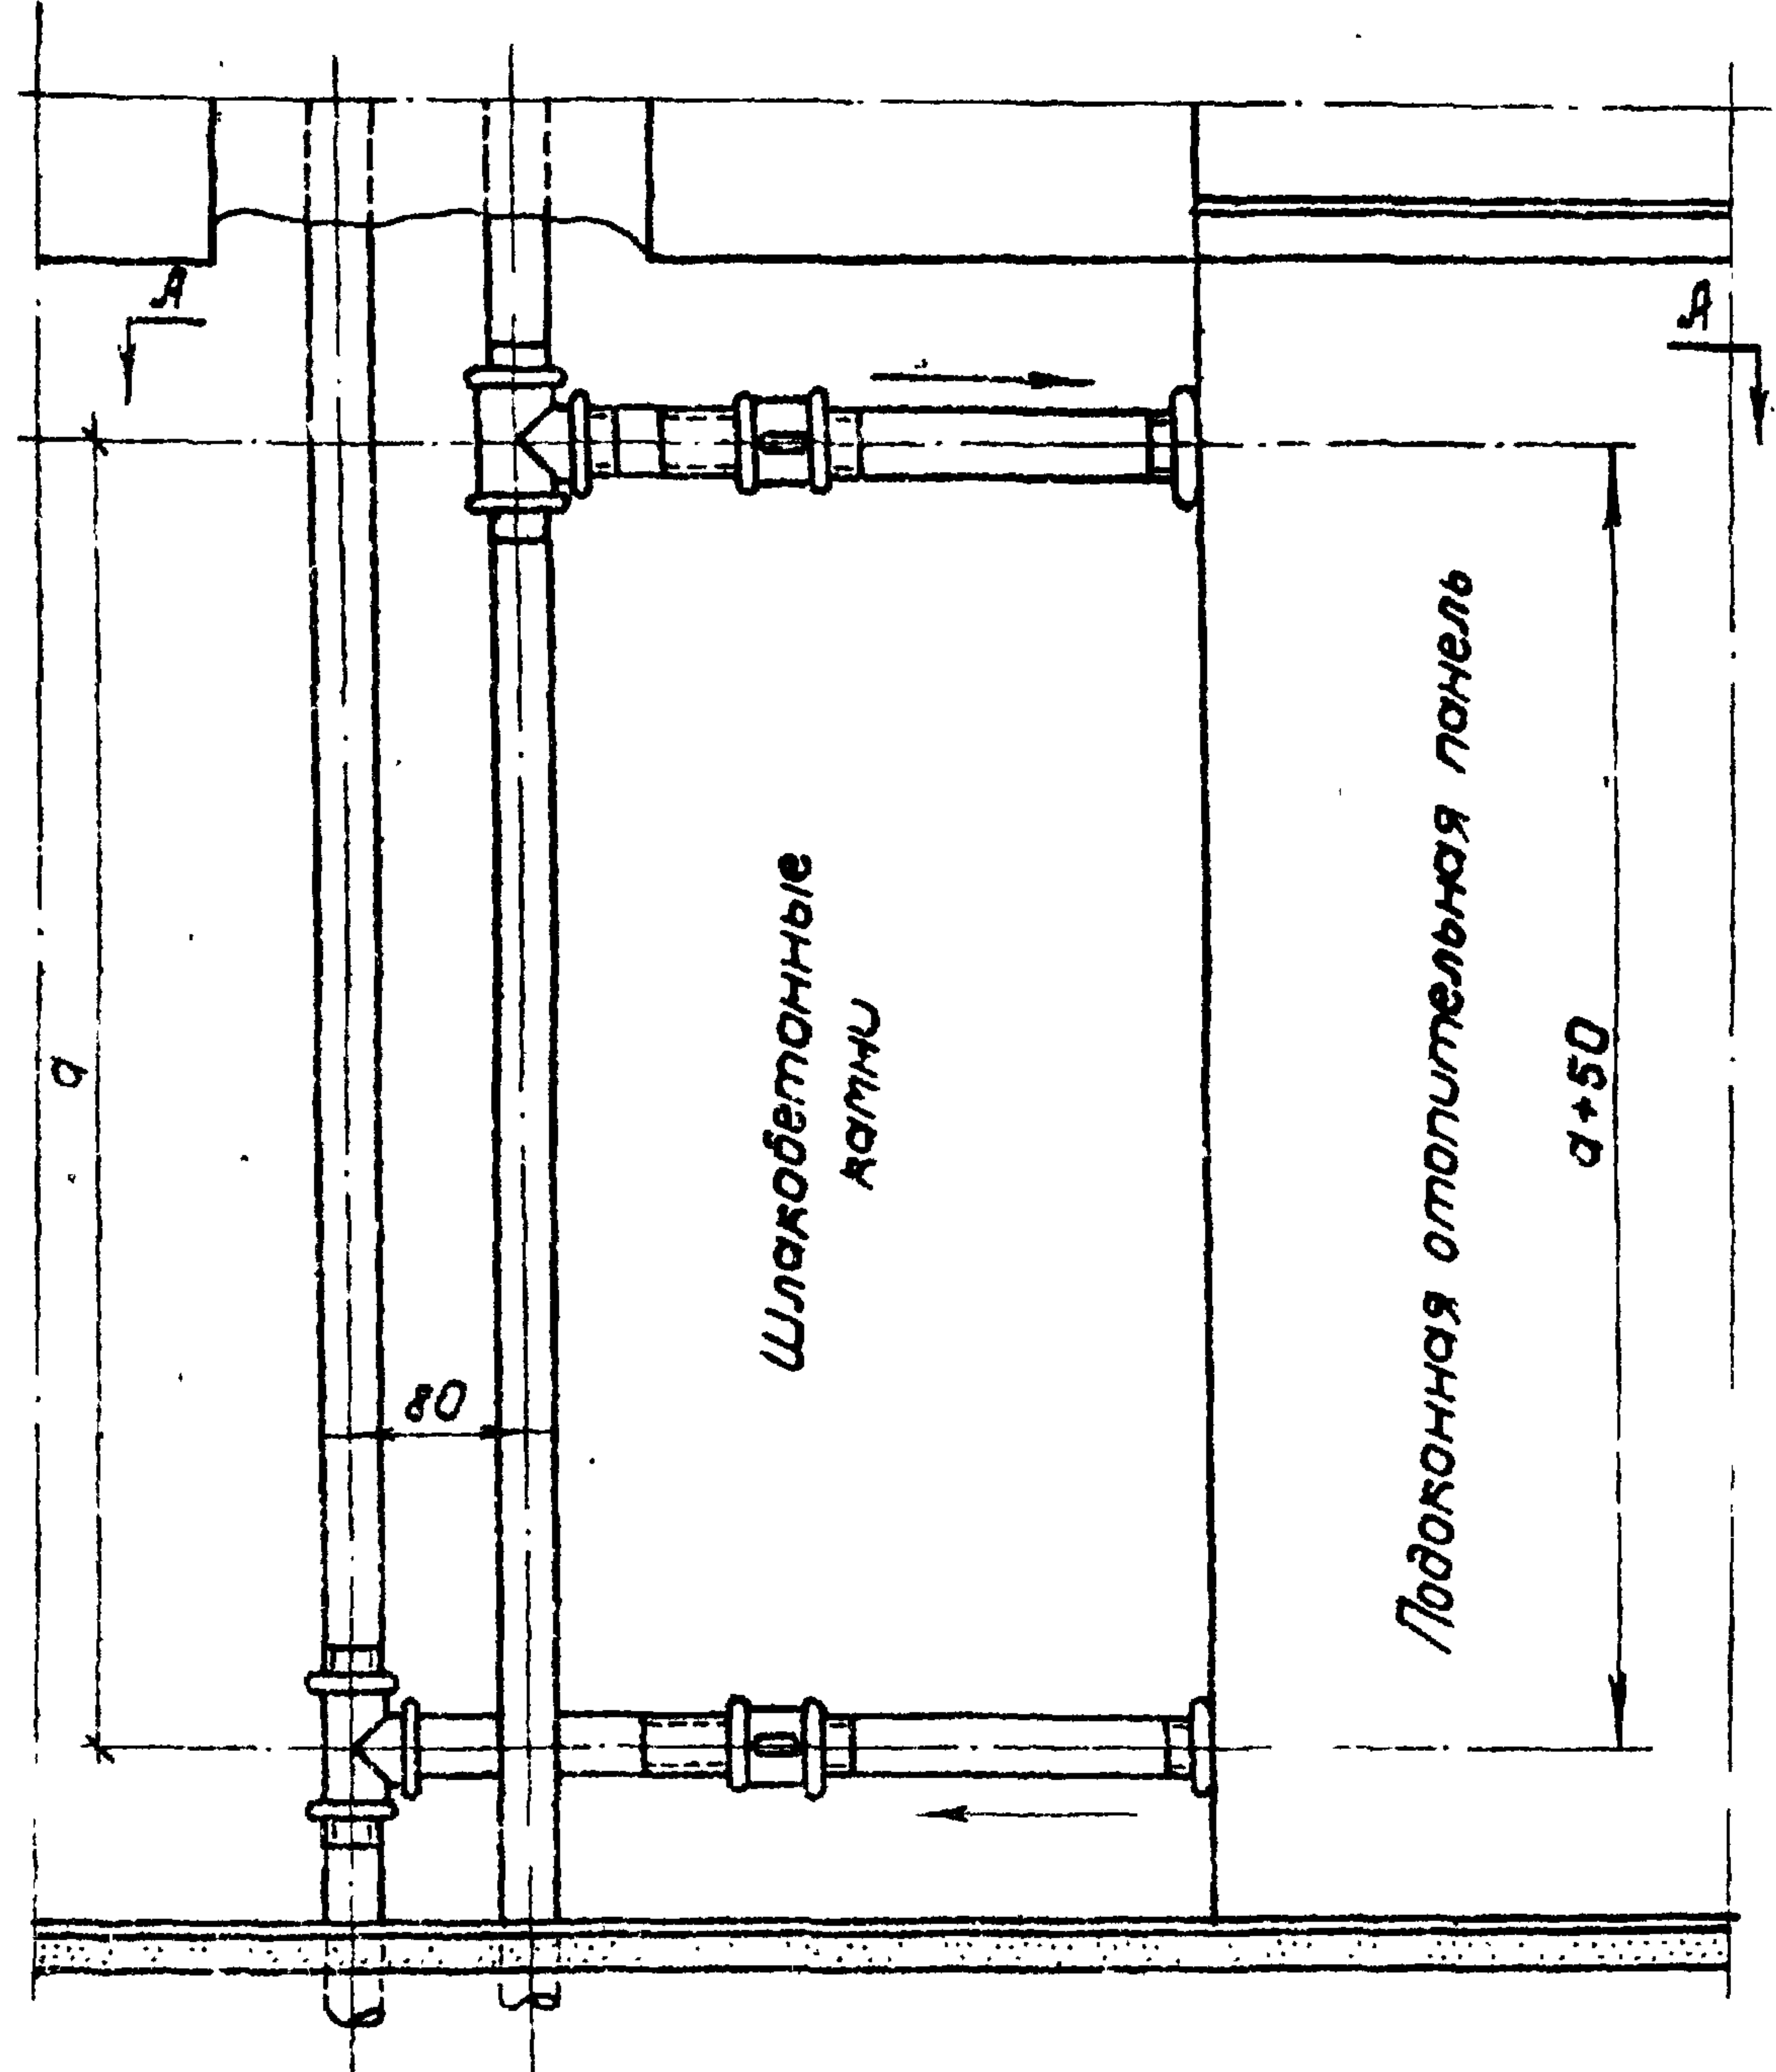 А
А
а
80
Шлакобетонные
камни
Подоконная отопительная панель
а+50